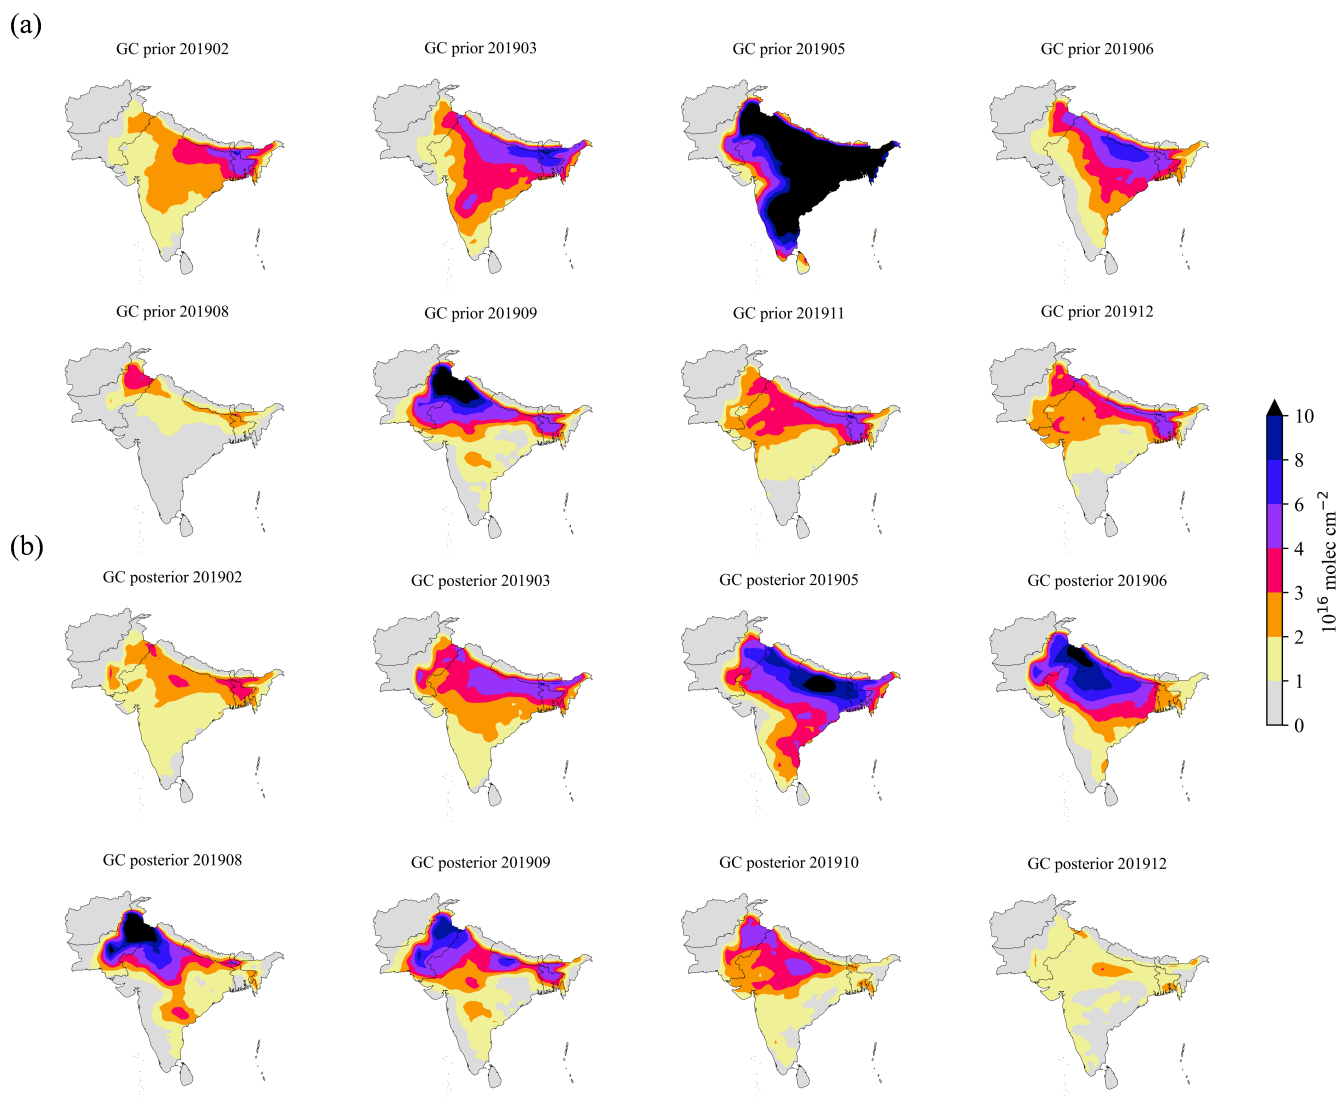 (a)
GC prior 201902
GC prior 201903
GC prior 201905
GC prior 201906
GC prior 201908
GC prior 201909
GC prior 201911
GC prior 201912
(b)
GC posterior 201902
GC posterior 201903
GC posterior 201905
GC posterior 201906
GC posterior 201908
GC posterior 201909
GC posterior 201910
GC posterior 201912
10
8
6
4
3
2
1
0
10¹⁶ molec cm⁻²